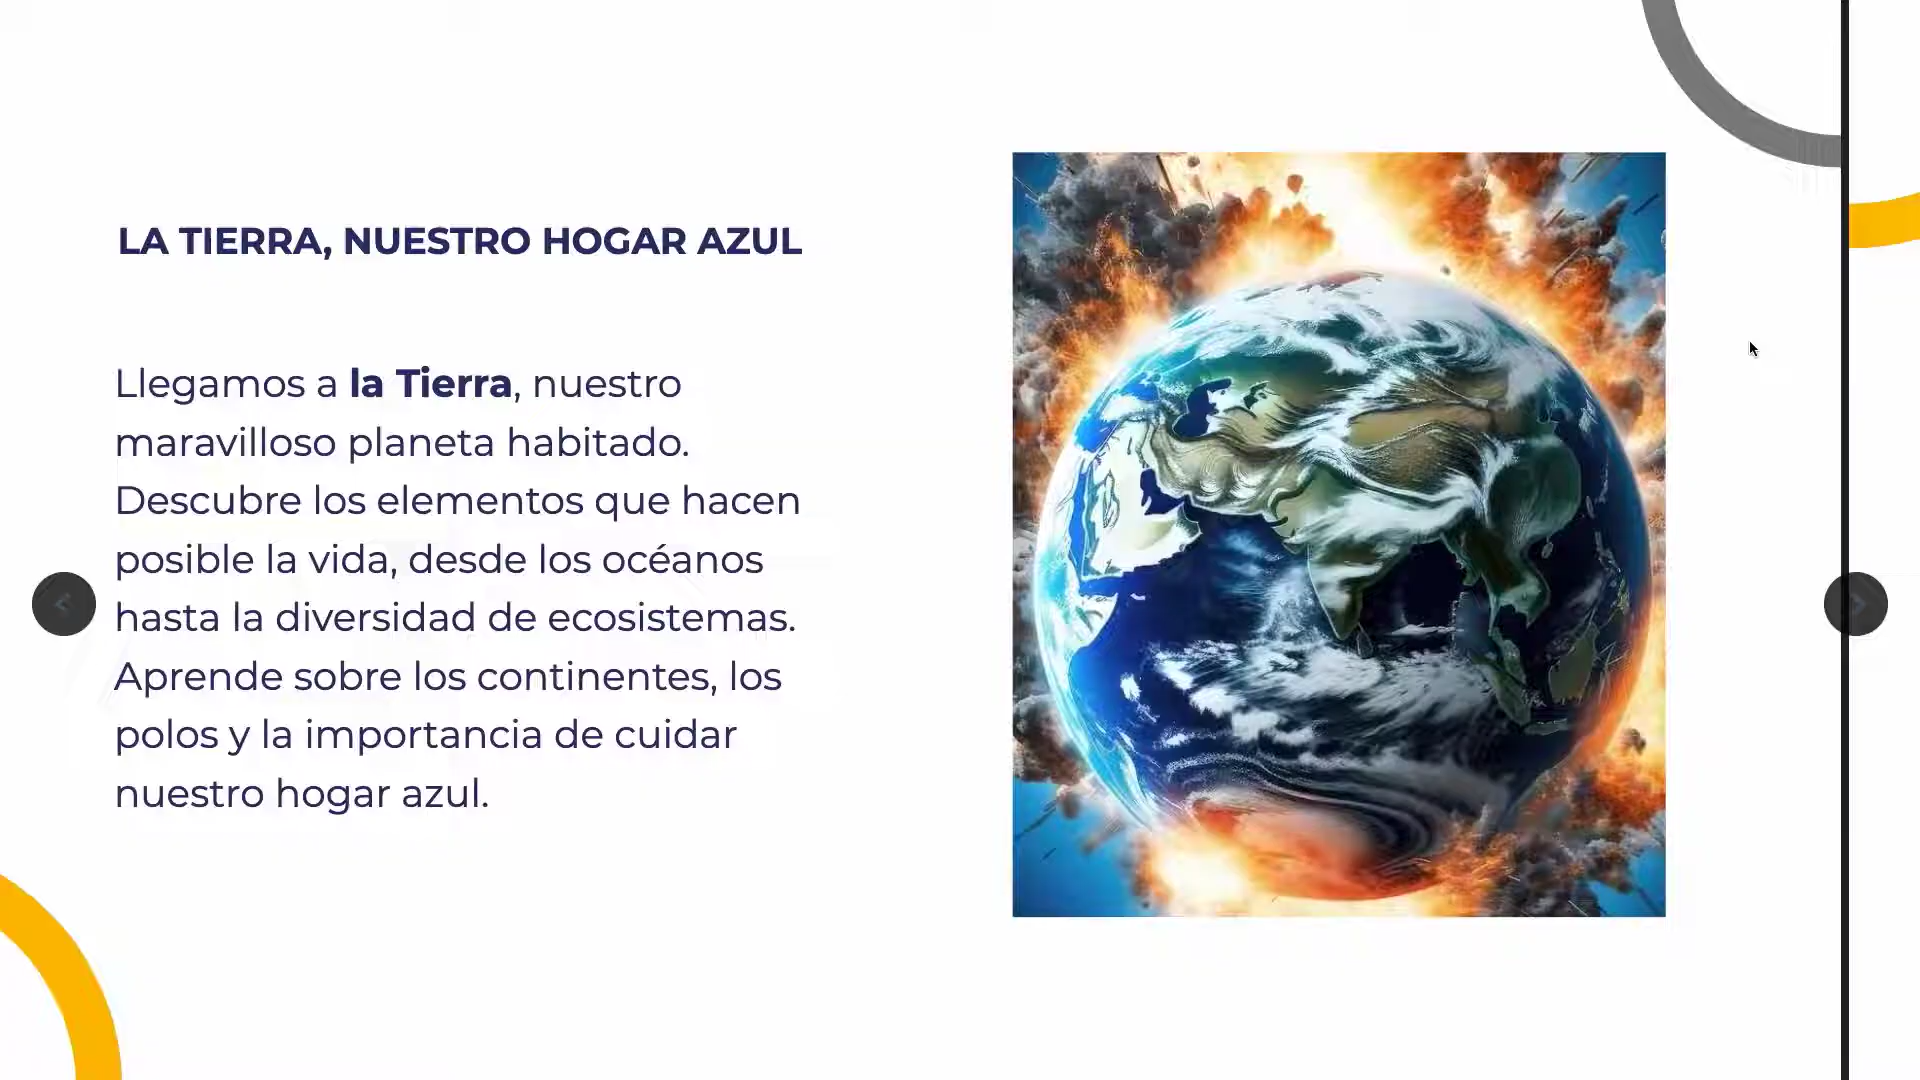 LA TIERRA, NUESTRO HOGAR AZUL
Llegamos a la Tierra, nuestro
maravilloso planeta habitado.
Descubre los elementos que hacen
posible la vida, desde los océanos
hasta la diversidad de ecosistemas.
Aprende sobre los continentes, los
polos y la importancia de cuidar
nuestro hogar azul.